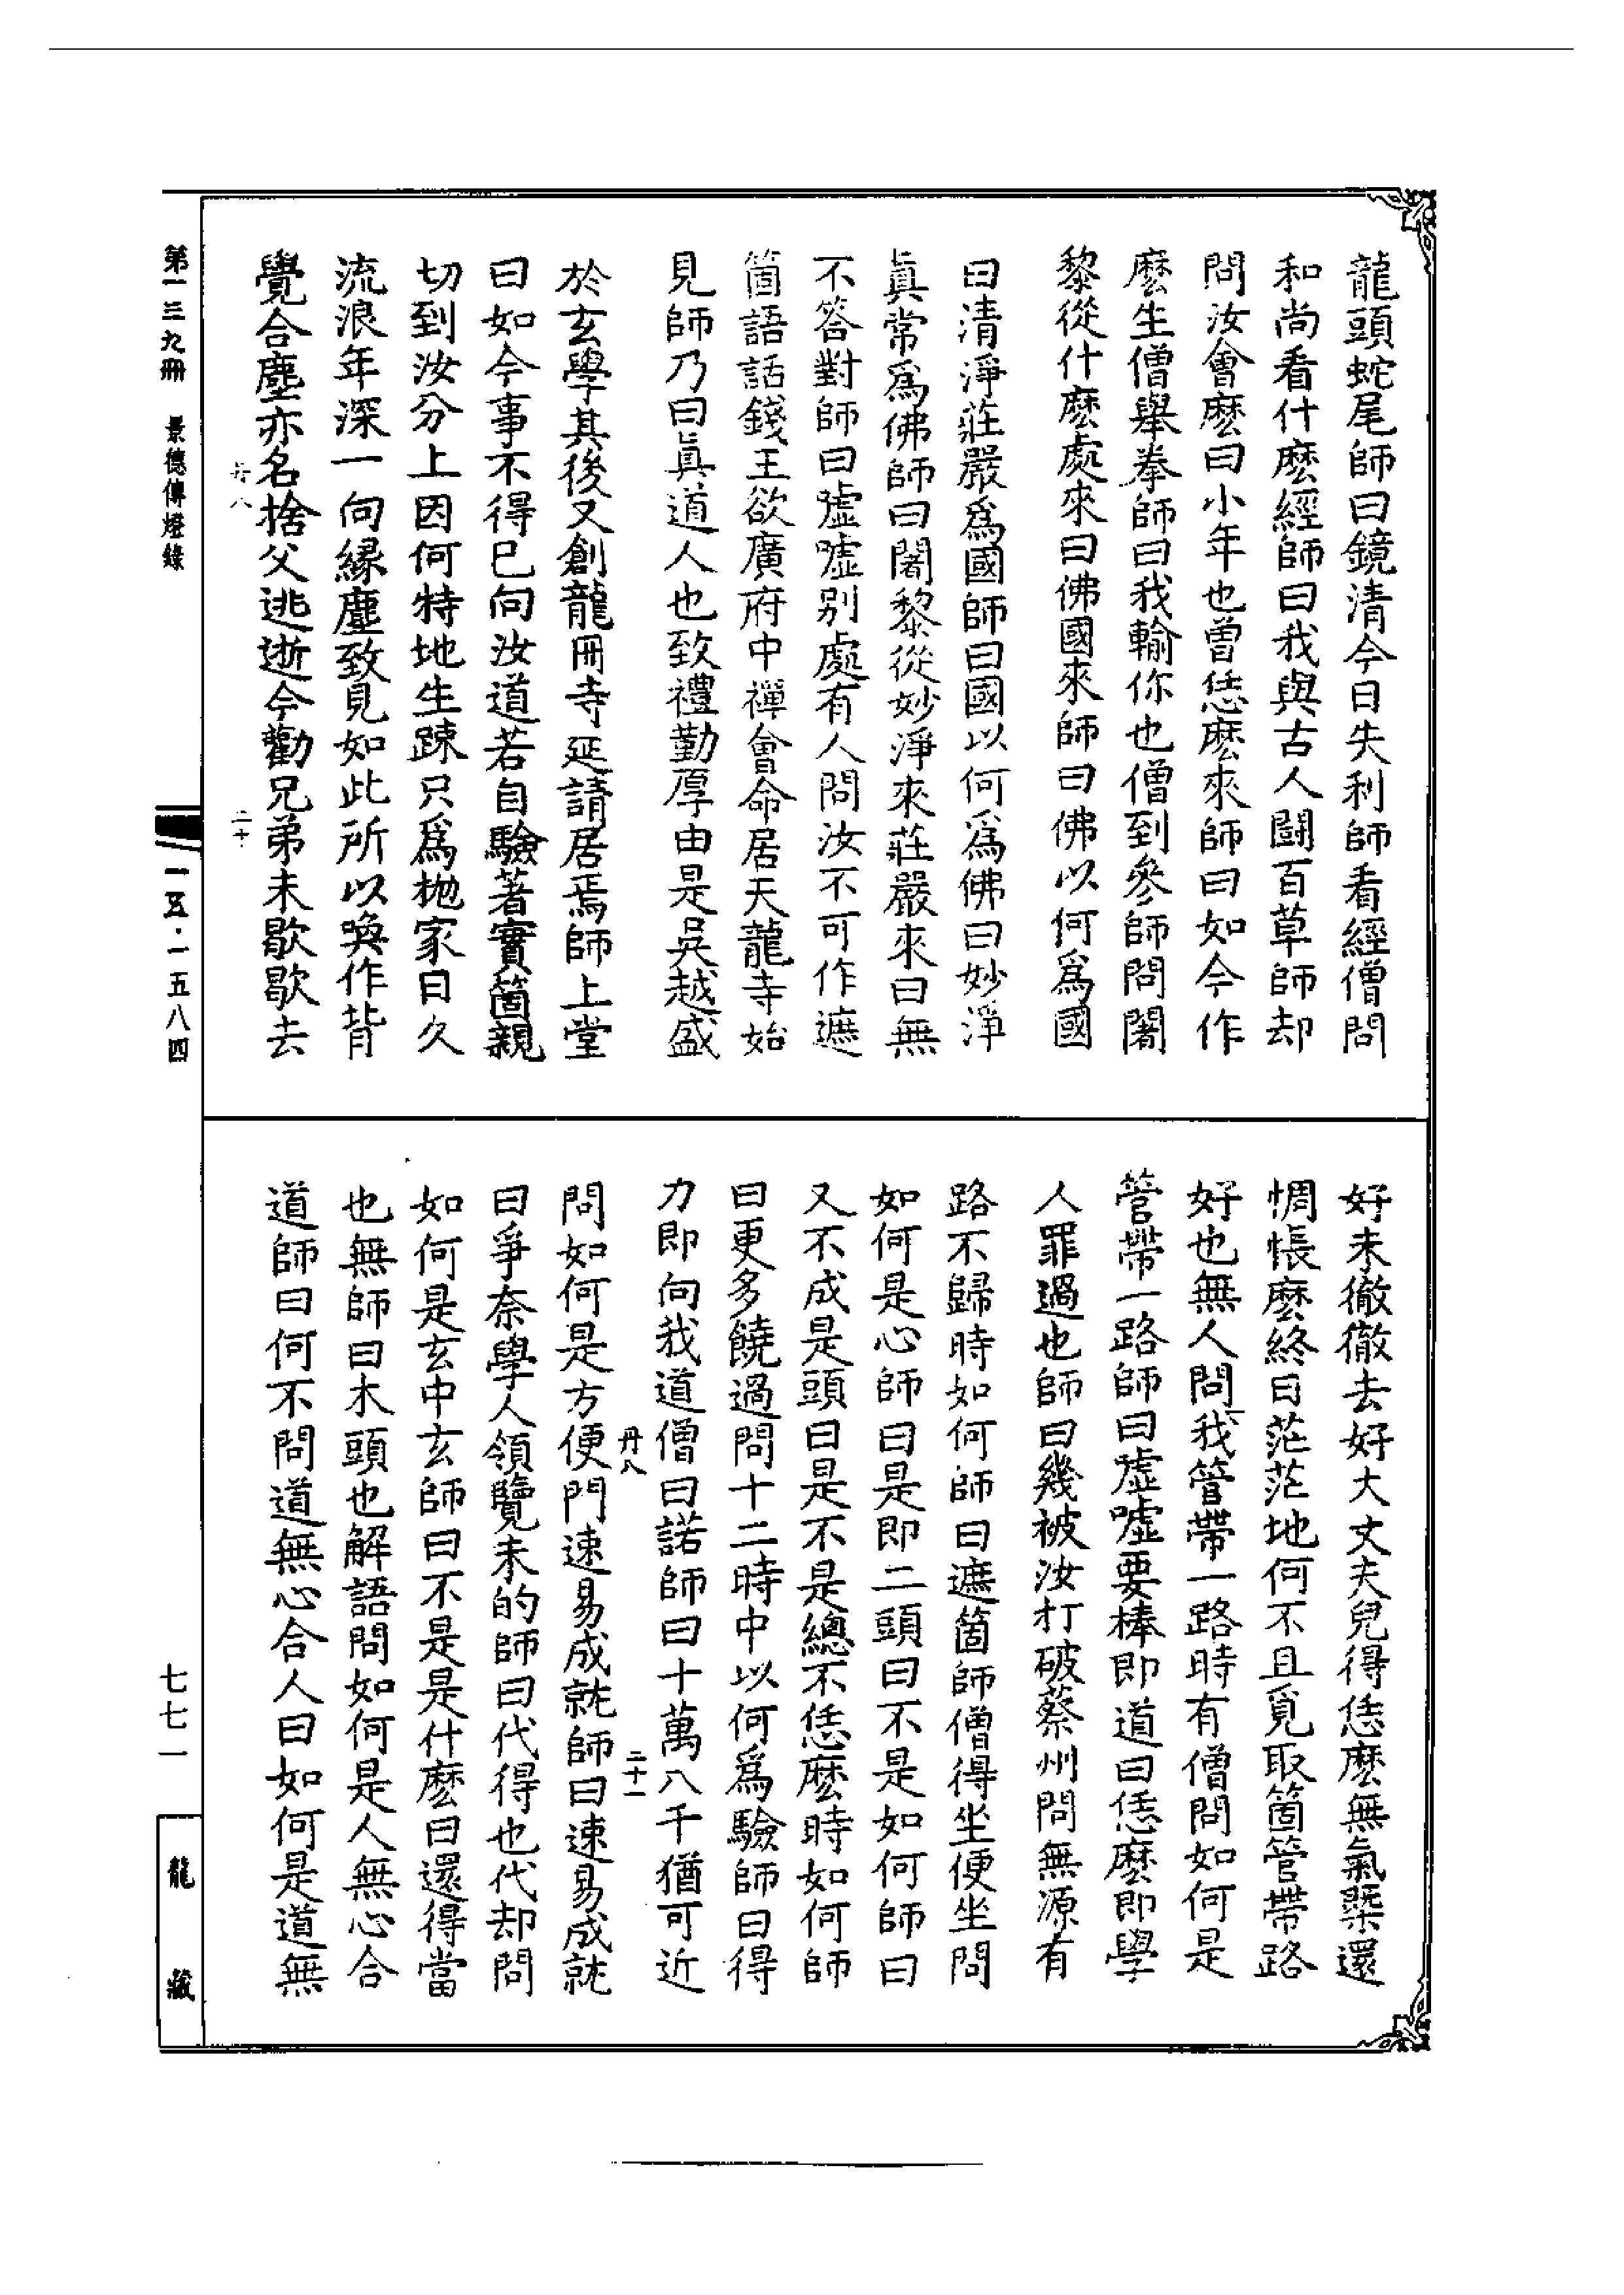 龍頭蛇尾師曰鏡清今日失利師看經僧問
和尚看什麽經師曰我與古人鬪百草師却
問汝會麽曰小年也曾恁麽來師曰如今作
麽生僧舉拳師曰我輸你也僧到參師問闍
黎從什麽處來曰佛國來師曰佛以何爲國
曰清淨莊嚴爲國師曰國以何爲佛曰妙淨
眞常爲佛師曰闍黎從妙淨來莊嚴來曰無
不答對師曰噓噓別處有人問汝不可作遮
箇語話錢王欲廣府中禪會命居天龍寺始
見師乃曰眞道人也致禮勤厚由是吳越盛
於玄學其後又創龍冊寺延請居焉師上堂
曰如今事不得已向汝道若自驗著實箇親
切到汝分上因何特地生踈只爲抛家日久
流浪年深一向緣塵致見如此所以喚作背
覺合塵亦名捨父逃逝今勸兄弟未歇歇去
好未徹徹去好大丈夫兒得恁麽無氣槩還
惆悵麽終日茫茫地何不且覓取箇管帶路
好也無人問我管帶一路時有僧問如何是
管帶一路師曰噓噓要棒即道曰恁麽即學
人罪過也師曰幾被汝打破蔡州問無源有
路不歸時如何師曰遮箇師僧得坐便坐問
如何是心師曰是即二頭曰不是如何師曰
又不成是頭曰是不是總不恁麽時如何師
曰更多饒過問十二時中以何爲驗師曰得
力即向我道僧曰諾師曰十萬八千猶可近
問如何是方便門速易成就師曰速易成就
曰爭奈學人領覽未的師曰代得也代却問
如何是玄中玄師曰不是是什麽曰還得當
也無師曰木頭也解語問如何是人無心合
道師曰何不問道無心合人曰如何是道無
第一三九冊 景德傳燈錄
一五·一五八四
七七一
龍藏
冉八
二十
冉八
二十一